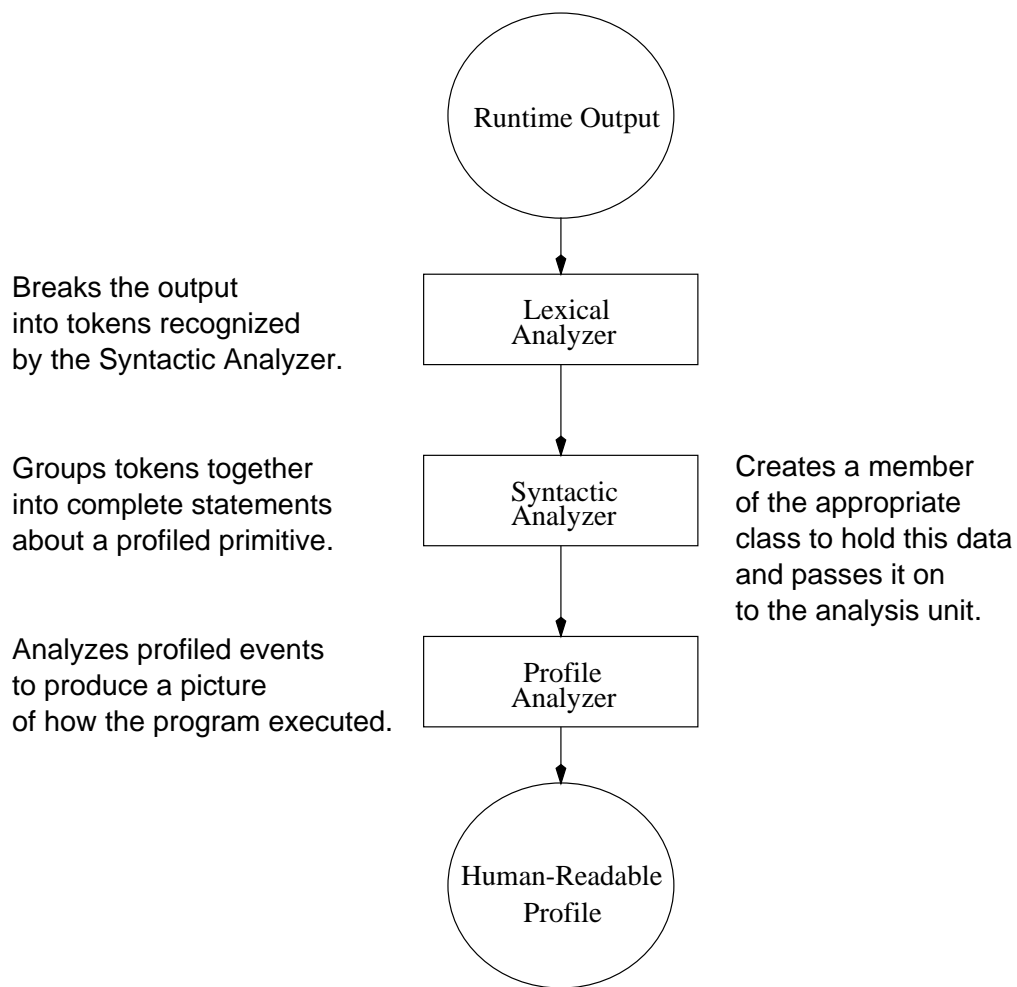 Runtime Output
Breaks the output
into tokens recognized
by the Syntactic Analyzer.
Lexical
Analyzer
Groups tokens together
into complete statements
about a profiled primitive.
Syntactic
Analyzer
Creates a member
of the appropriate
class to hold this data
and passes it on
to the analysis unit.
Analyzes profiled events
to produce a picture
of how the program executed.
Profile
Analyzer
Human-Readable
Profile